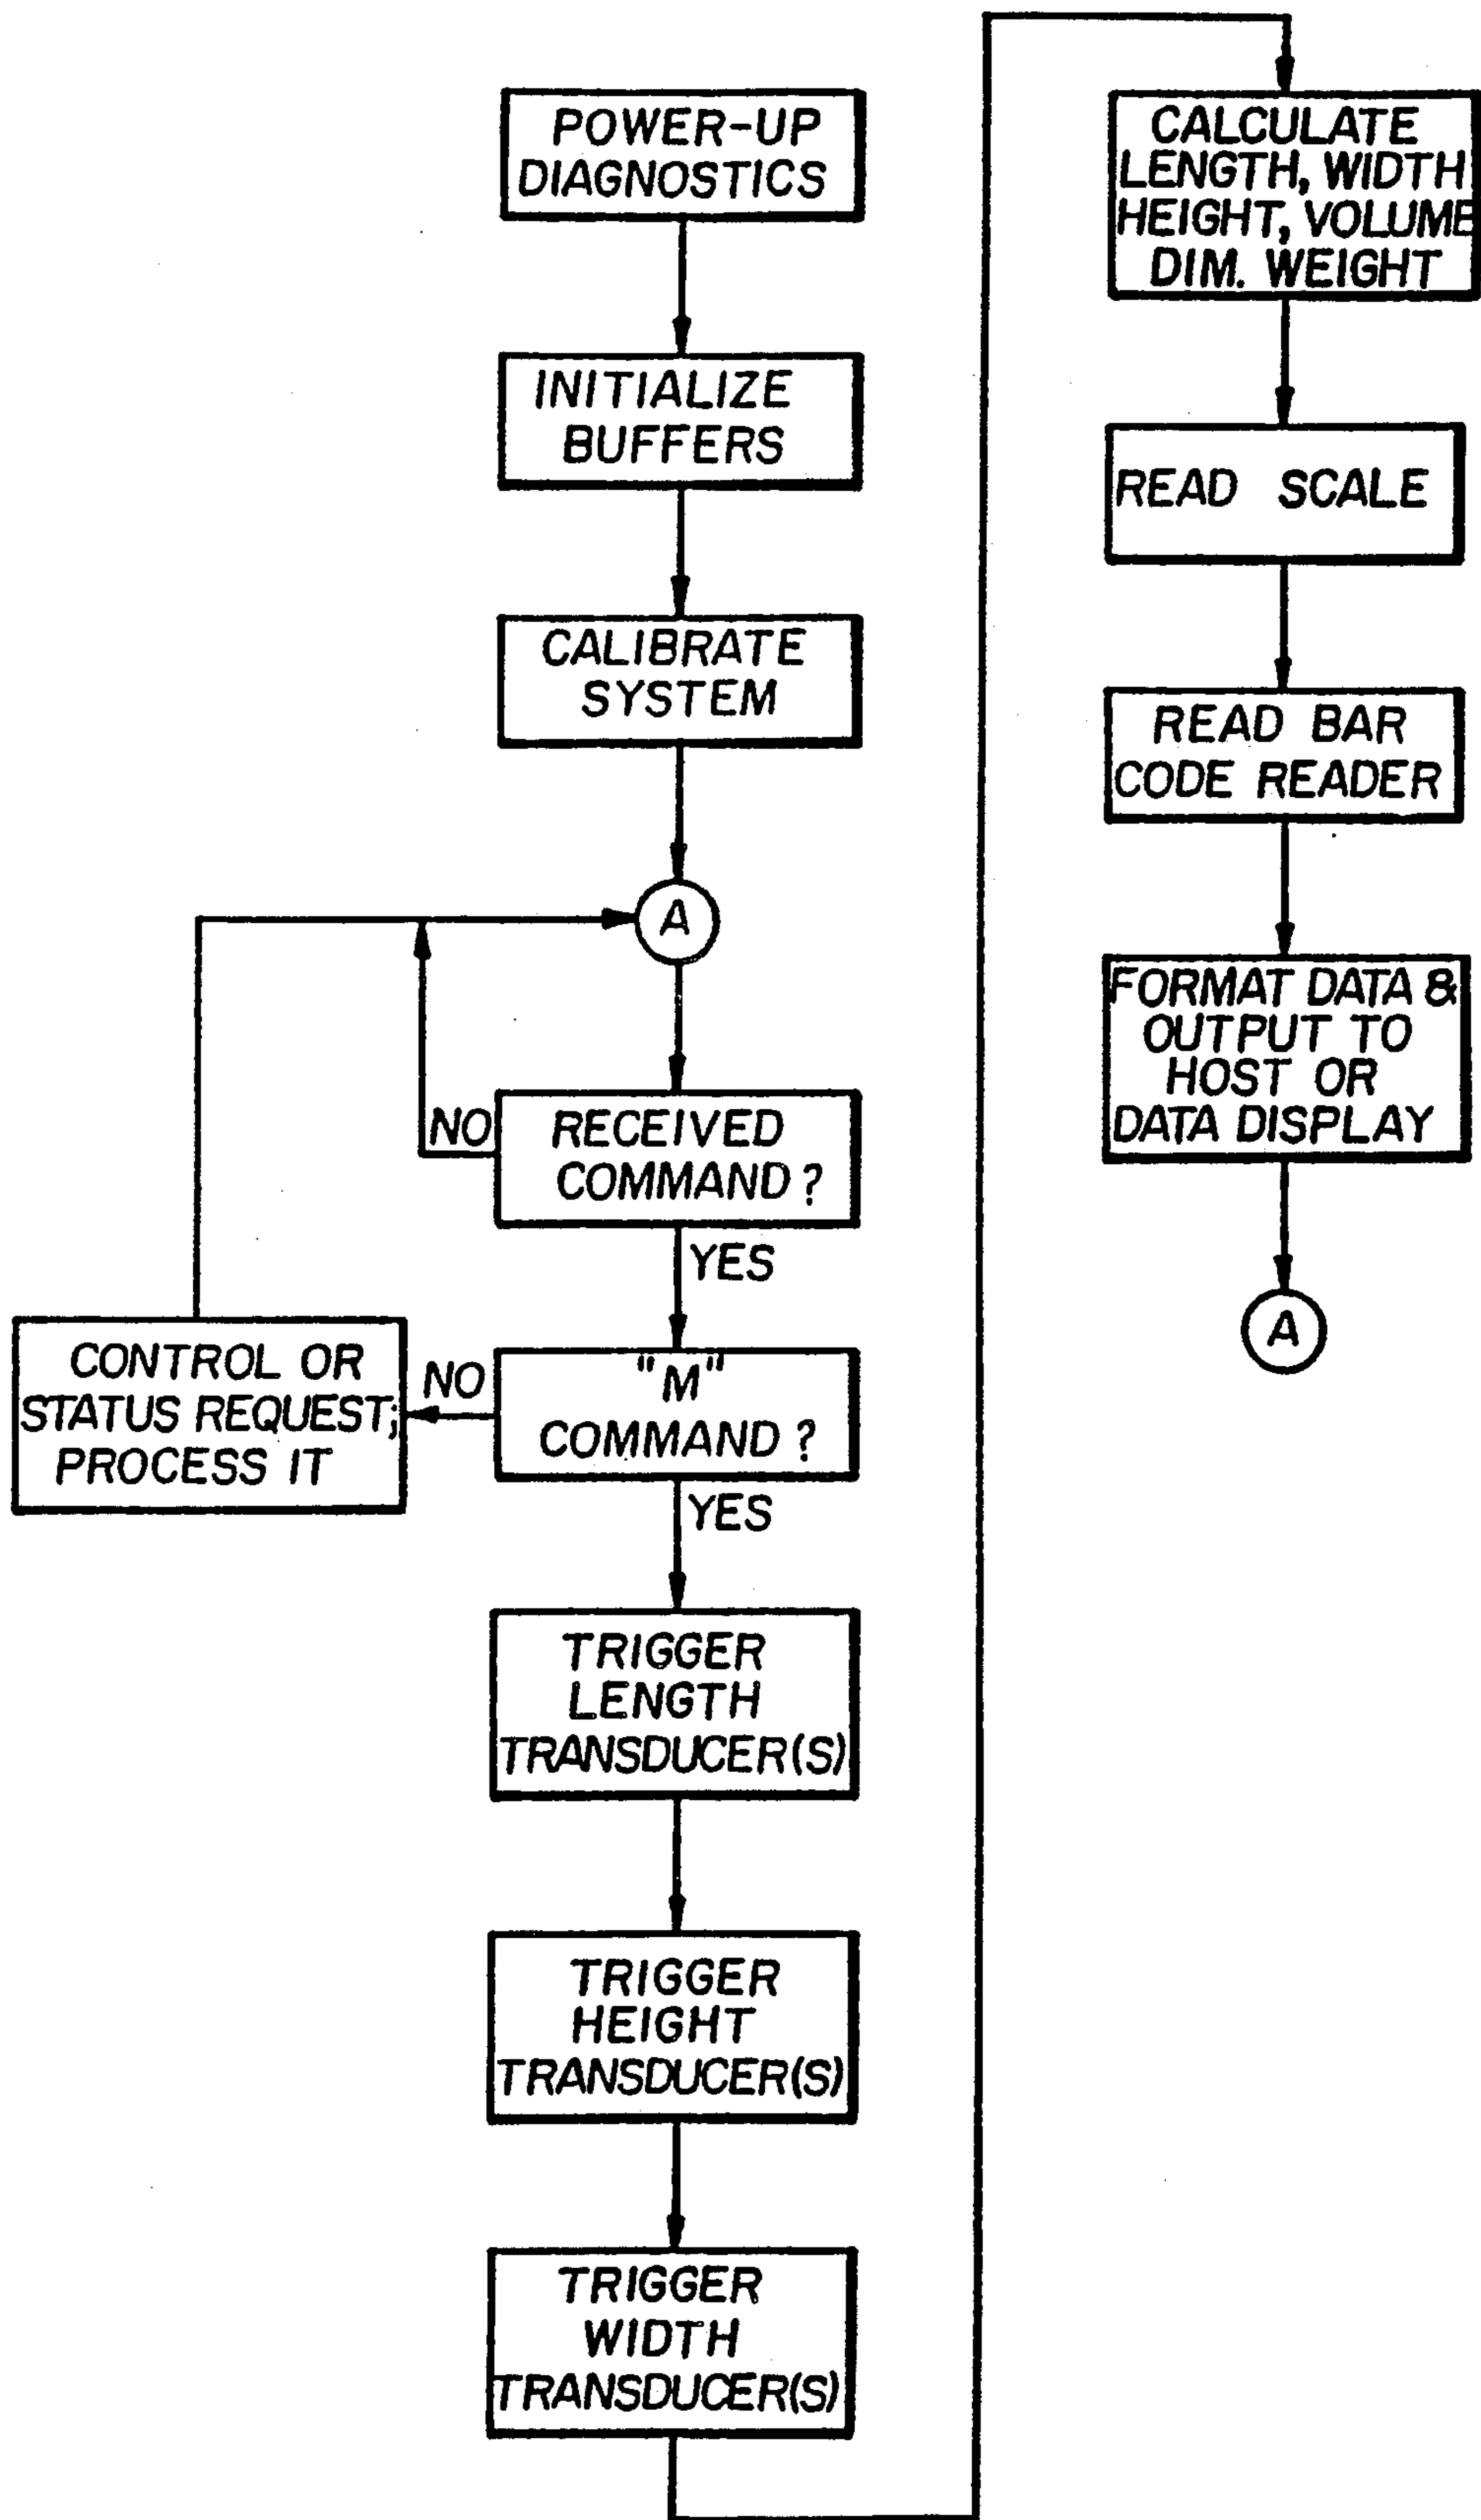 POWER-UP
DIAGNOSTICS
INITIALIZE
BUFFERS
CALIBRATE
SYSTEM
A
NO
RECEIVED
COMMAND?
YES
CONTROL OR
STATUS REQUEST;
PROCESS IT
NO
"M"
COMMAND?
YES
TRIGGER
LENGTH
TRANSDUCER(S)
TRIGGER
HEIGHT
TRANSDUCER(S)
TRIGGER
WIDTH
TRANSDUCER(S)
CALCULATE
LENGTH, WIDTH
HEIGHT, VOLUME
DIM. WEIGHT
READ SCALE
READ BAR
CODE READER
FORMAT DATA &
OUTPUT TO
HOST OR
DATA DISPLAY
A